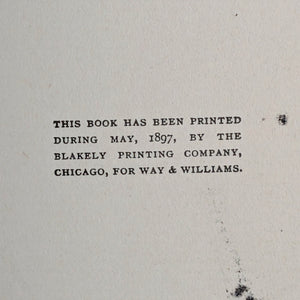 THIS BOOK HAS BEEN PRINTED
DURING MAY, 1897, BY THE
BLAKELY PRINTING COMPANY,
CHICAGO, FOR WAY & WILLIAMS.